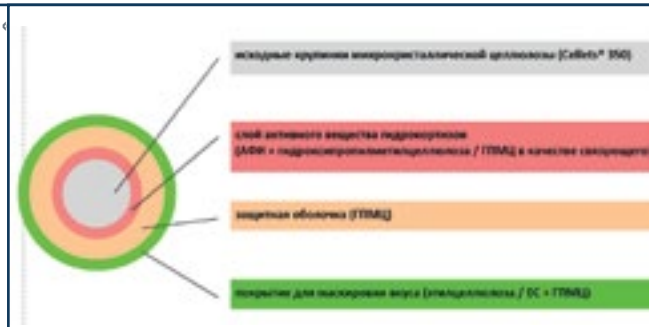 исходные крупинки микрокристаллической целлюлозы (Cellets® 350)
слой активного вещества гидрокортизон
(АФИ + гидроксипропилметилцеллюлоза / ГПМЦ в качестве связующего
защитная оболочка (ГПМЦ)
покрытие для маскировки вкуса (этилцеллюлоза / EC + ГПМЦ)